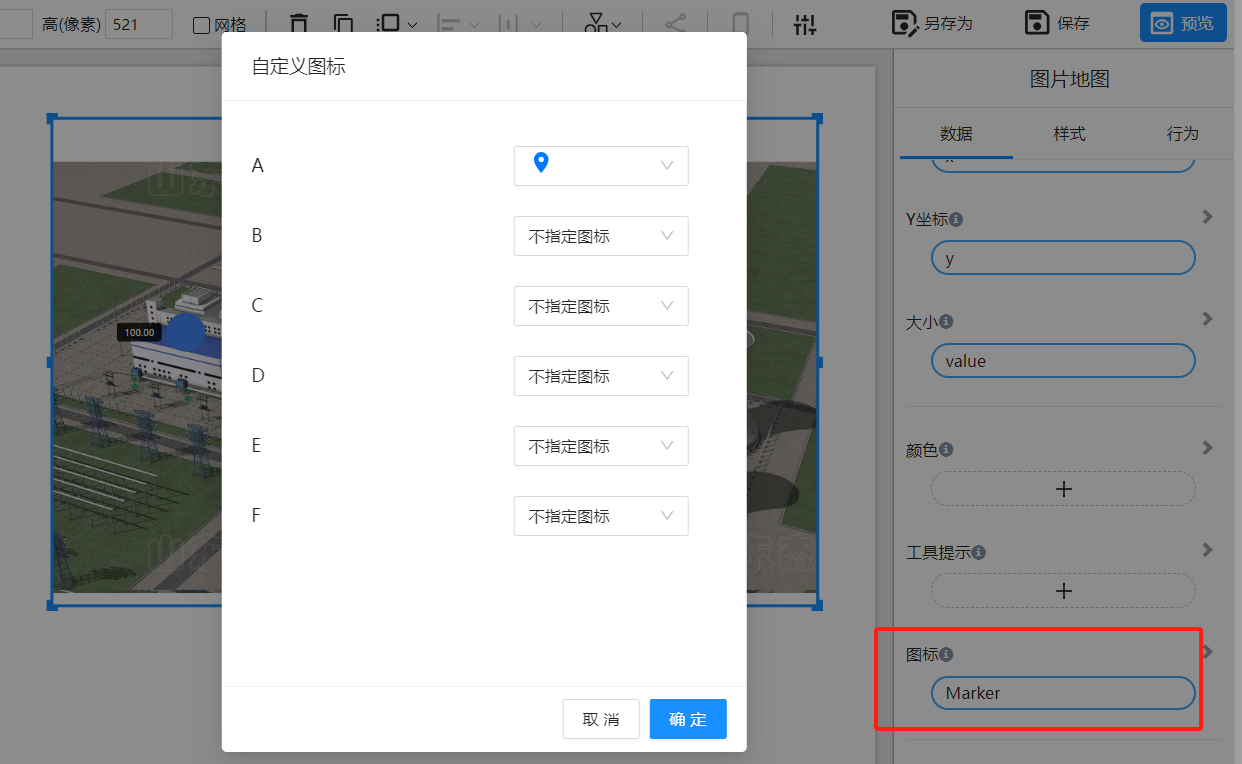 高(像素) 521 网格 另存为 保存 预览
自定义图标
A
B 不指定图标
C 不指定图标
D 不指定图标
E 不指定图标
F 不指定图标
取 消 确 定
100.00
图片地图
数据 样式 行为
x
Y坐标
y
大小
value
颜色
工具提示
图标
Marker